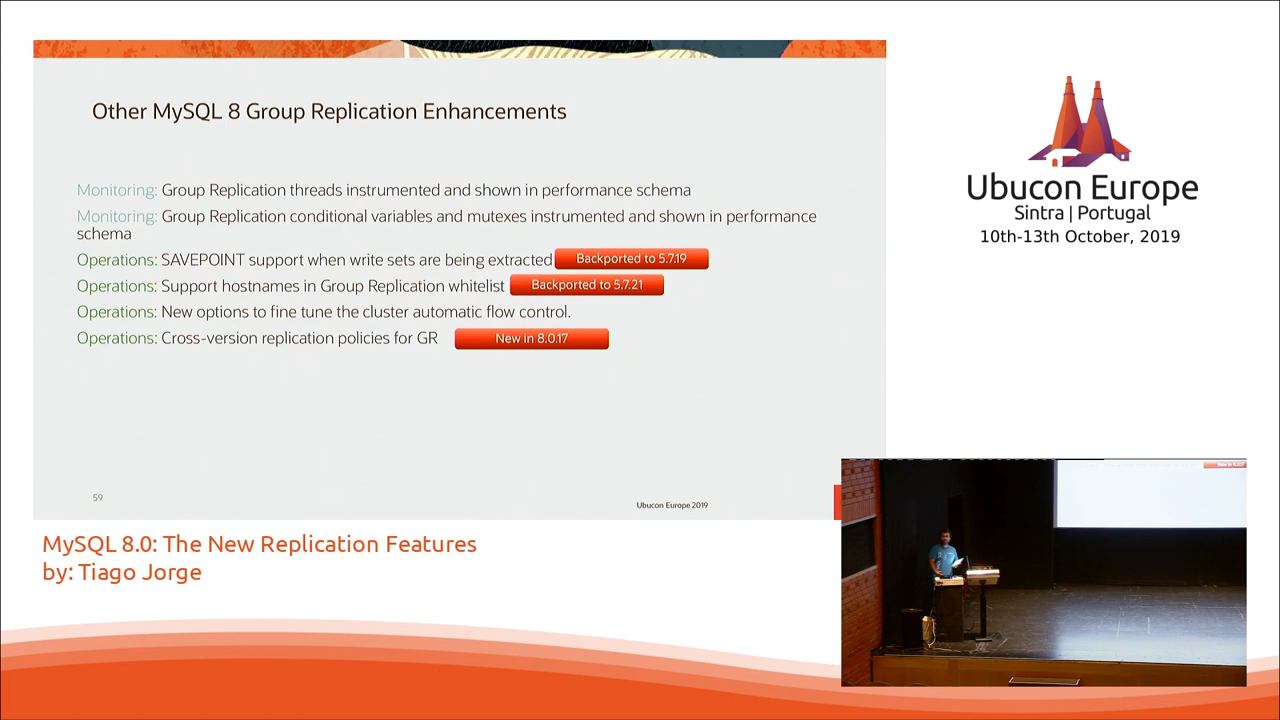 Other MySQL 8 Group Replication Enhancements
Monitoring: Group Replication threads instrumented and shown in performance schema
Monitoring: Group Replication conditional variables and mutexes instrumented and shown in performance
schema
Operations: SAVEPOINT support when write sets are being extracted Backported to 5.7.19
Operations: Support hostnames in Group Replication whitelist Backported to 5.7.21
Operations: New options to fine tune the cluster automatic flow control.
Operations: Cross-version replication policies for GR New in 8.0.17
59
Ubucon Europe 2019
Ubucon Europe
Sintra | Portugal
10th-13th October, 2019
MySQL 8.0: The New Replication Features
by: Tiago Jorge